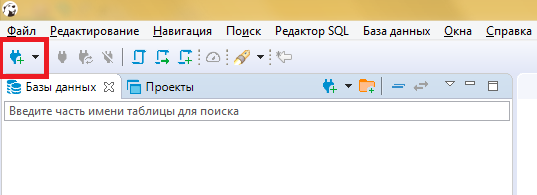 Файл Редактирование Навигация Поиск Редактор SQL База данных Окна Справка
Базы данных Проекты
Введите часть имени таблицы для поиска